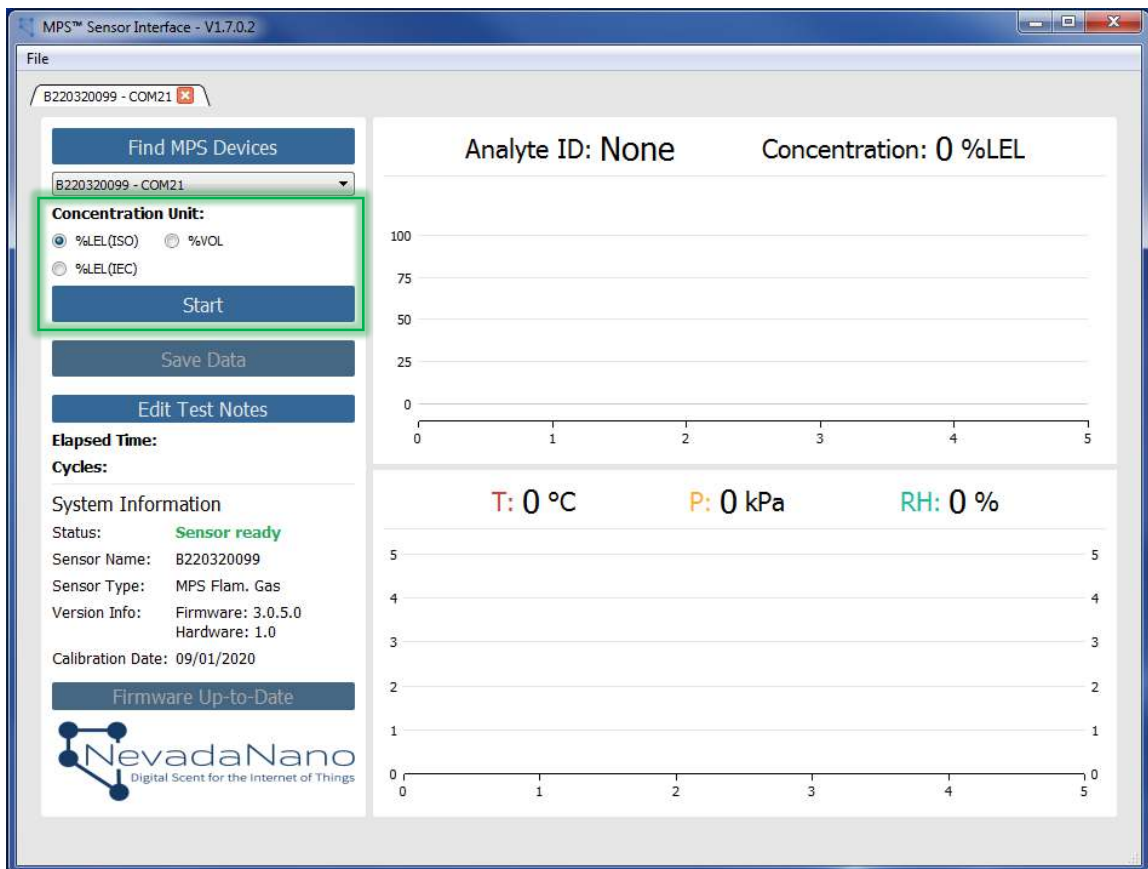 MPS™ Sensor Interface - V1.7.0.2
File
B220320099 - COM21
Find MPS Devices
B220320099 - COM21
Concentration Unit:
%LEL(ISO) %VOL
%LEL(IEC)
Start
Save Data
Edit Test Notes
Elapsed Time:
Cycles:
System Information
Status: Sensor ready
Sensor Name: B220320099
Sensor Type: MPS Flam. Gas
Version Info: Firmware: 3.0.5.0
Hardware: 1.0
Calibration Date: 09/01/2020
Firmware Up-to-Date
NevadaNano
Digital Scent for the Internet of Things
Analyte ID: None Concentration: 0 %LEL
100
75
50
25
0
0 1 2 3 4 5
T: 0 °C P: 0 kPa RH: 0 %
5 5
4 4
3 3
2 2
1 1
0 0
0 1 2 3 4 5